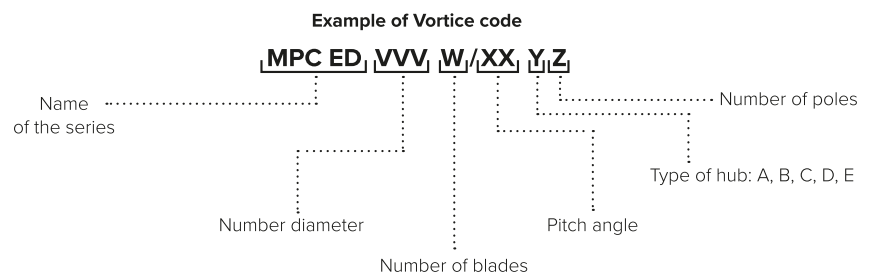 Example of Vortice code
MPC ED VVV W/XX Y Z
Name
of the series
Number of poles
Type of hub: A, B, C, D, E
Number diameter
Pitch angle
Number of blades